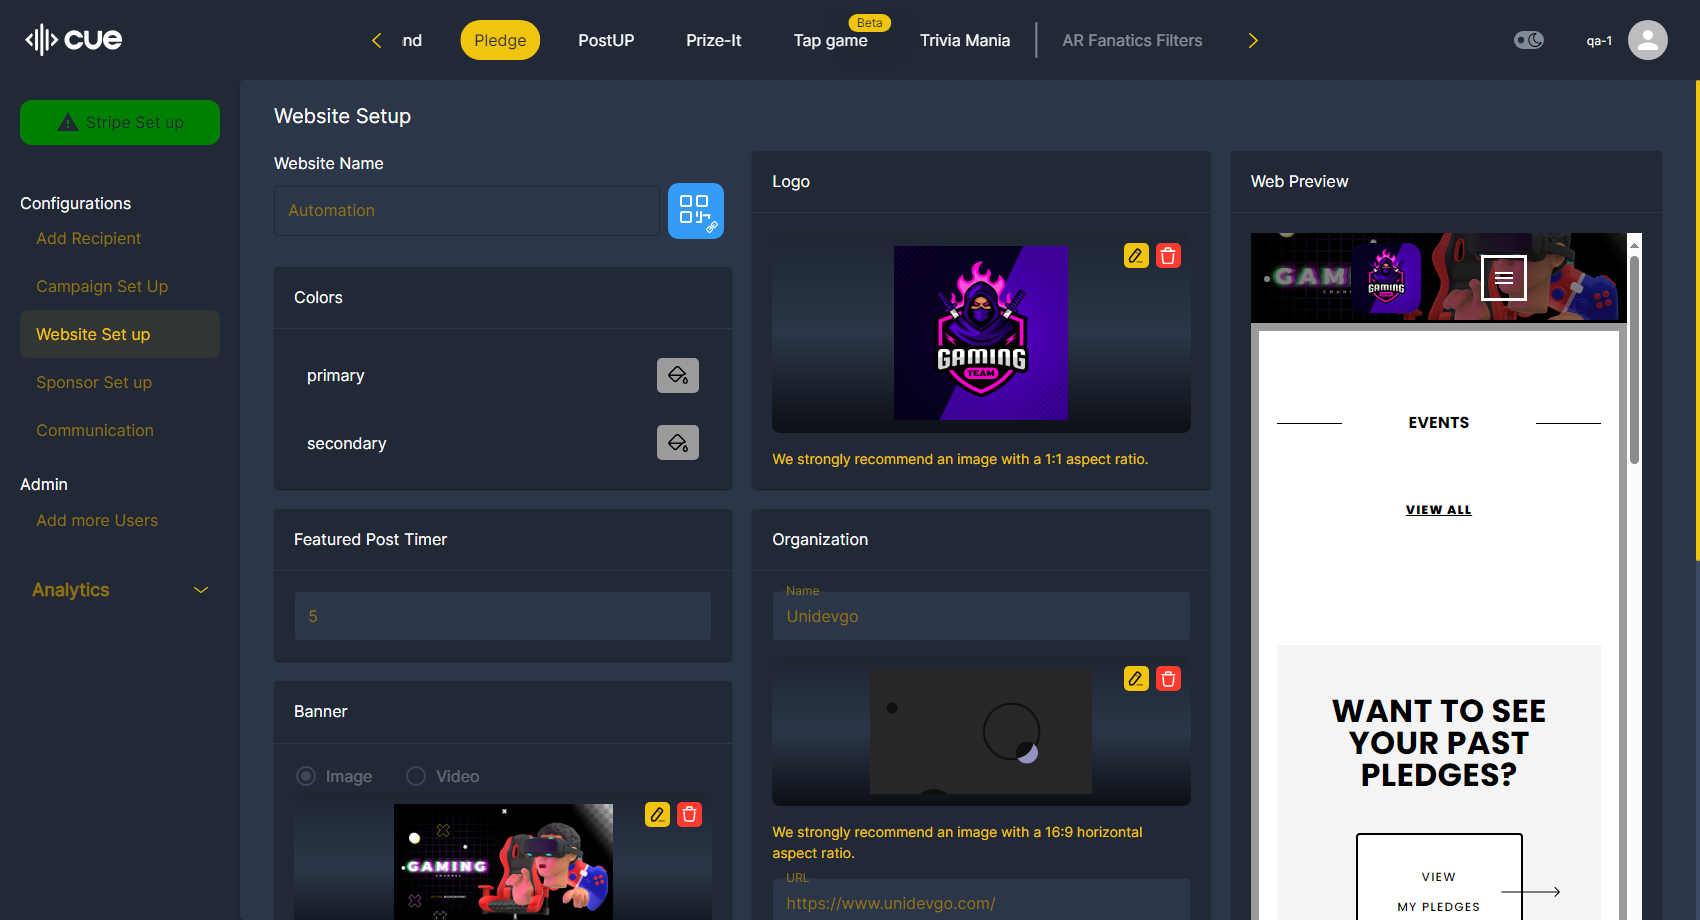 cue
nd
Pledge
PostUP
Prize-It
Tap game
Beta
Trivia Mania
AR Fanatics Filters
qa-1
Stripe Set up
Configurations
Add Recipient
Campaign Set Up
Website Set up
Sponsor Set up
Communication
Admin
Add more Users
Analytics
Website Setup
Website Name
Automation
Colors
primary
secondary
Featured Post Timer
5
Banner
Image
Video
GAMING
Logo
GAMING
TEAM
We strongly recommend an image with a 1:1 aspect ratio.
Organization
Name
Unidevgo
We strongly recommend an image with a 16:9 horizontal
aspect ratio.
URL
https://www.unidevgo.com/
Web Preview
GAMI
GAMING
EVENTS
VIEW ALL
WANT TO SEE
YOUR PAST
PLEDGES?
VIEW
MY PLEDGES